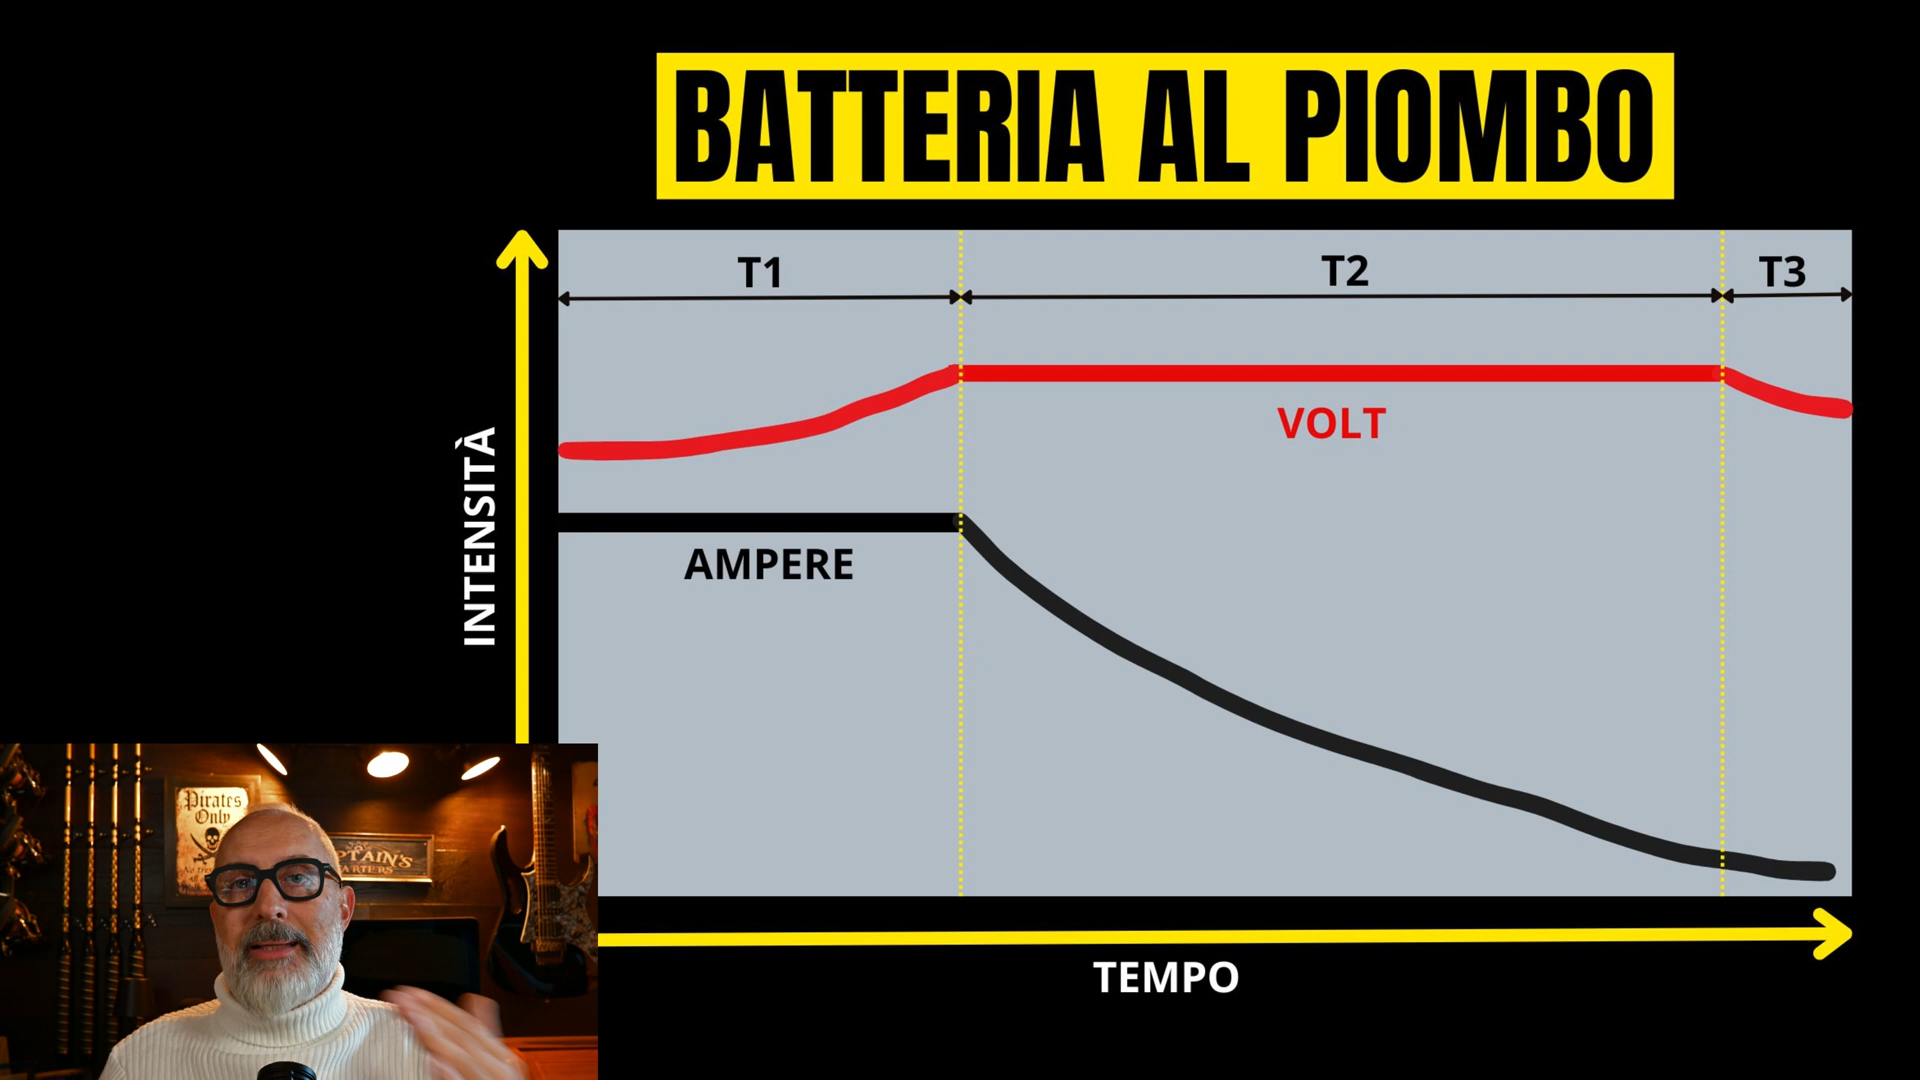 BATTERIA AL PIOMBO
T1
T2
T3
VOLT
AMPERE
INTENSITÀ
TEMPO
Pirates
Only